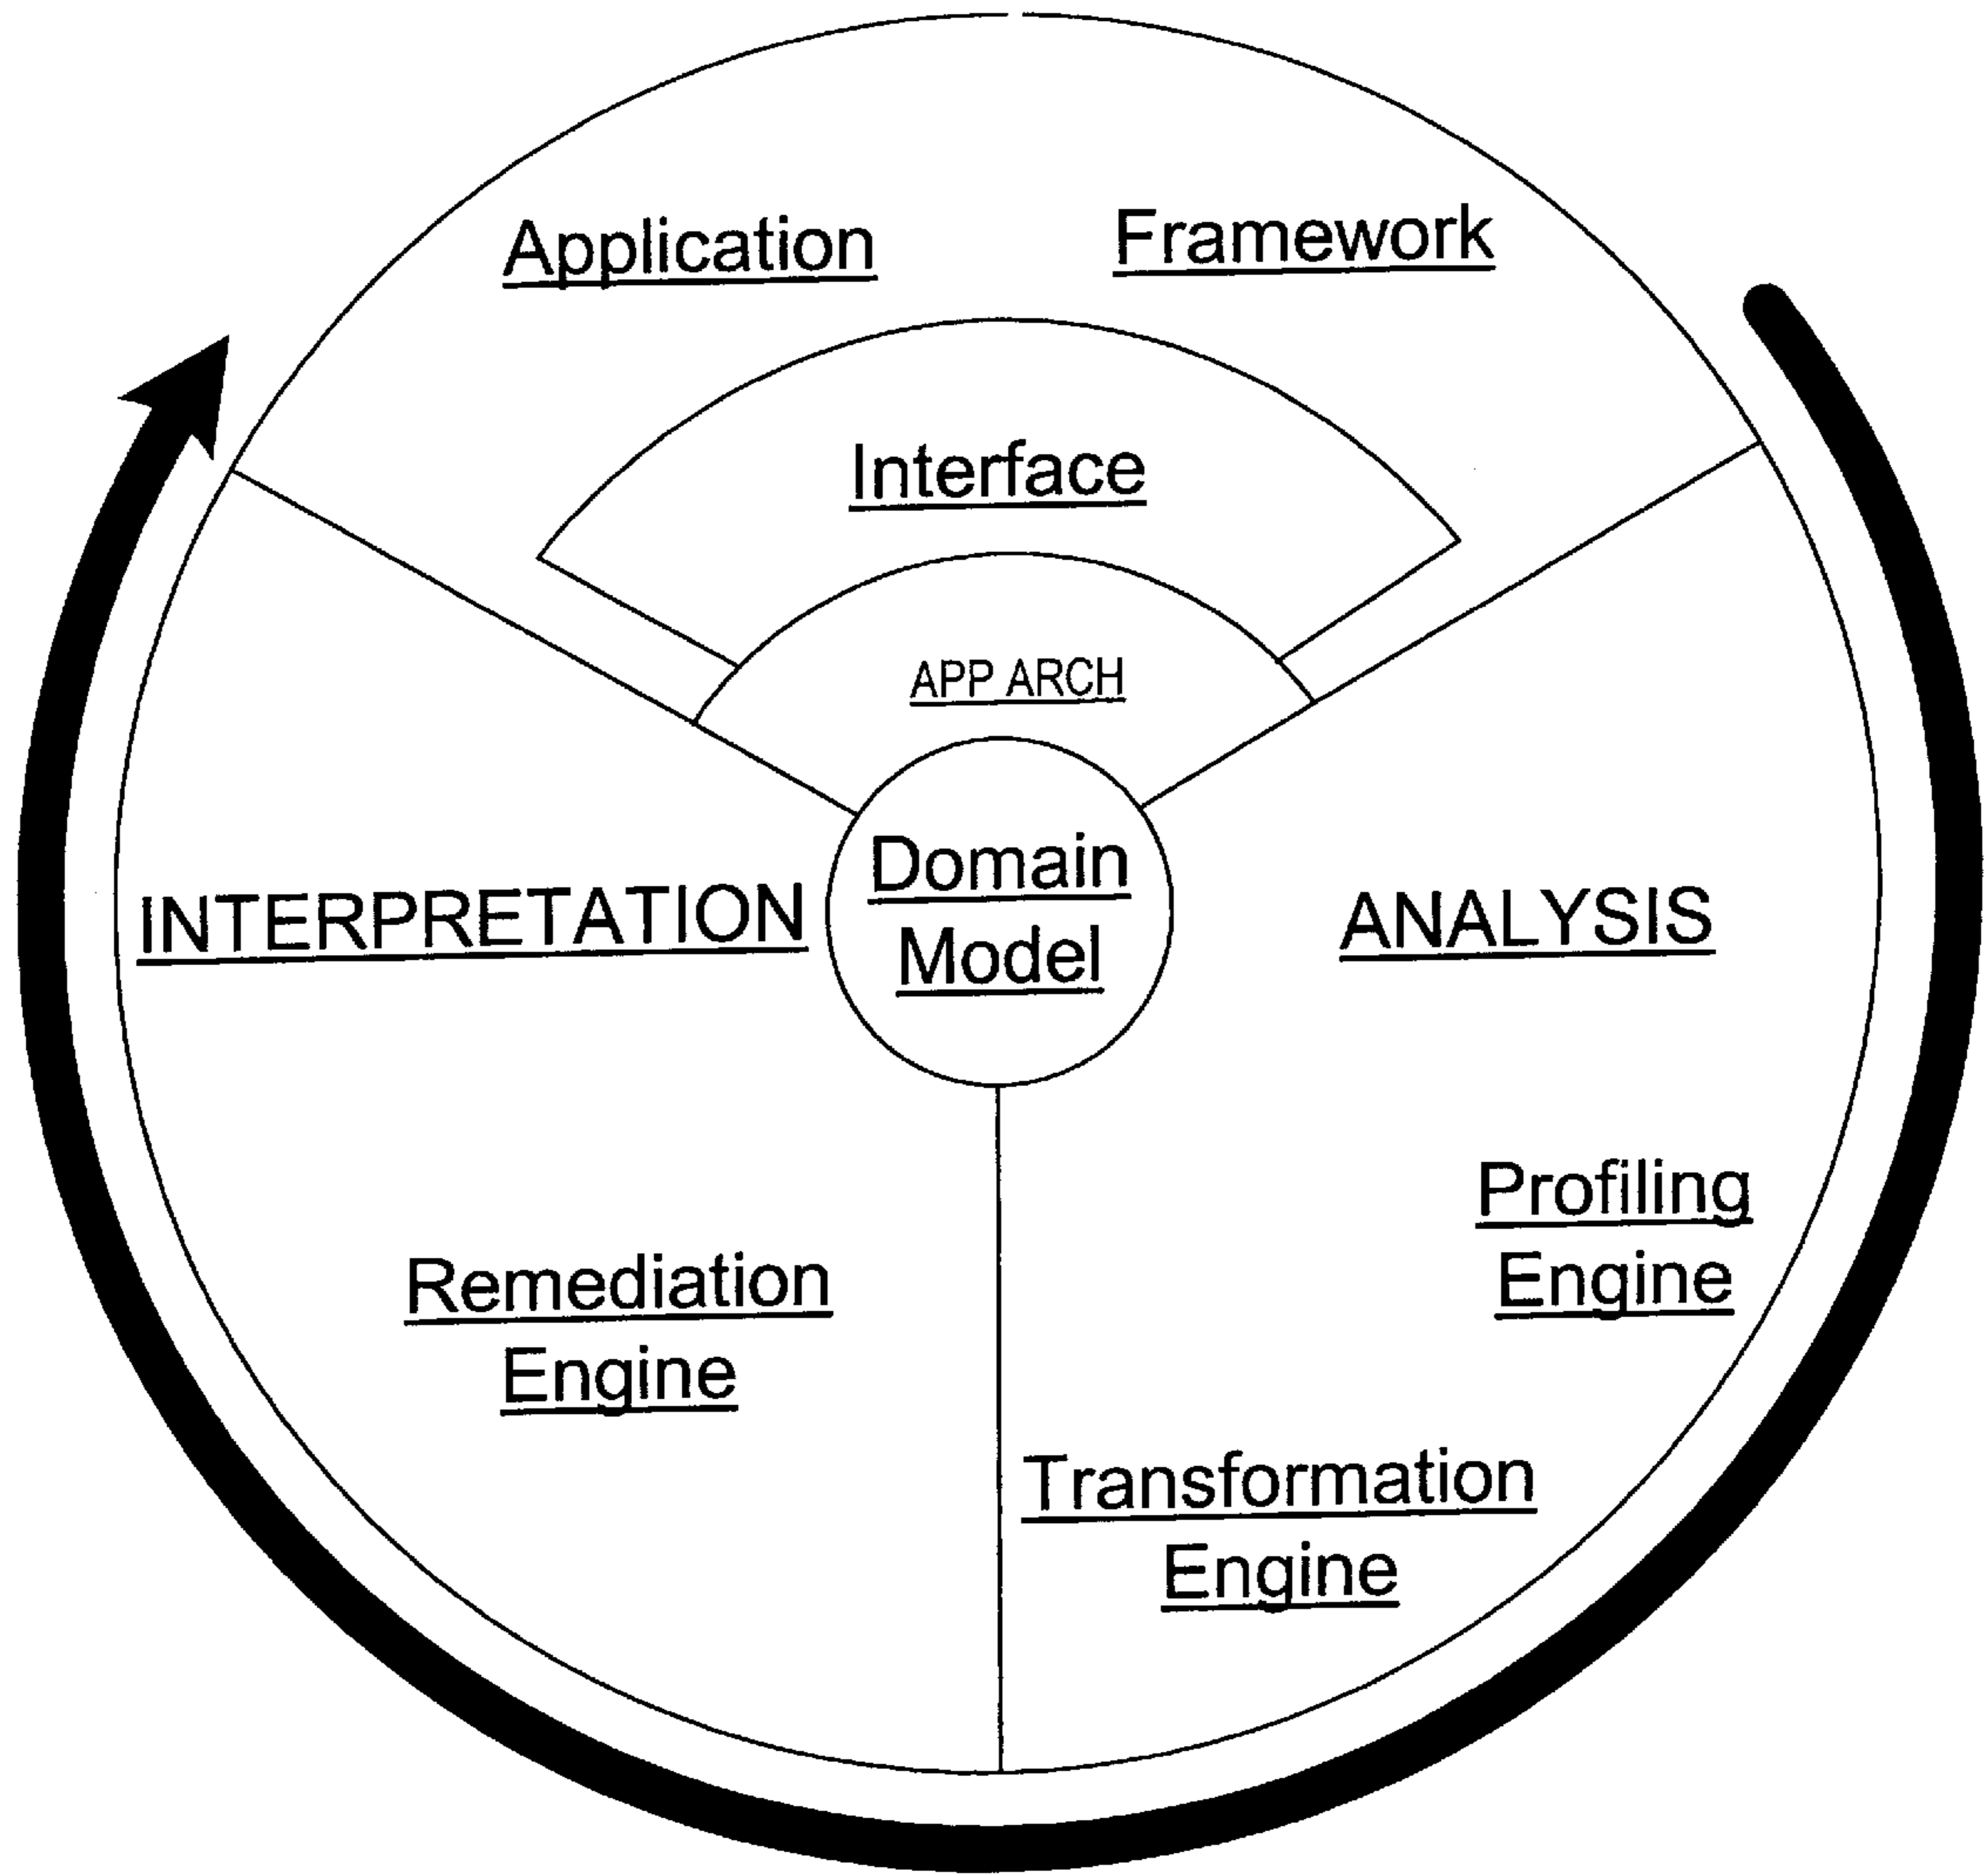 Application Framework
Interface
APP ARCH
Domain
Model
INTERPRETATION
ANALYSIS
Profiling
Engine
Remediation
Engine
Transformation
Engine